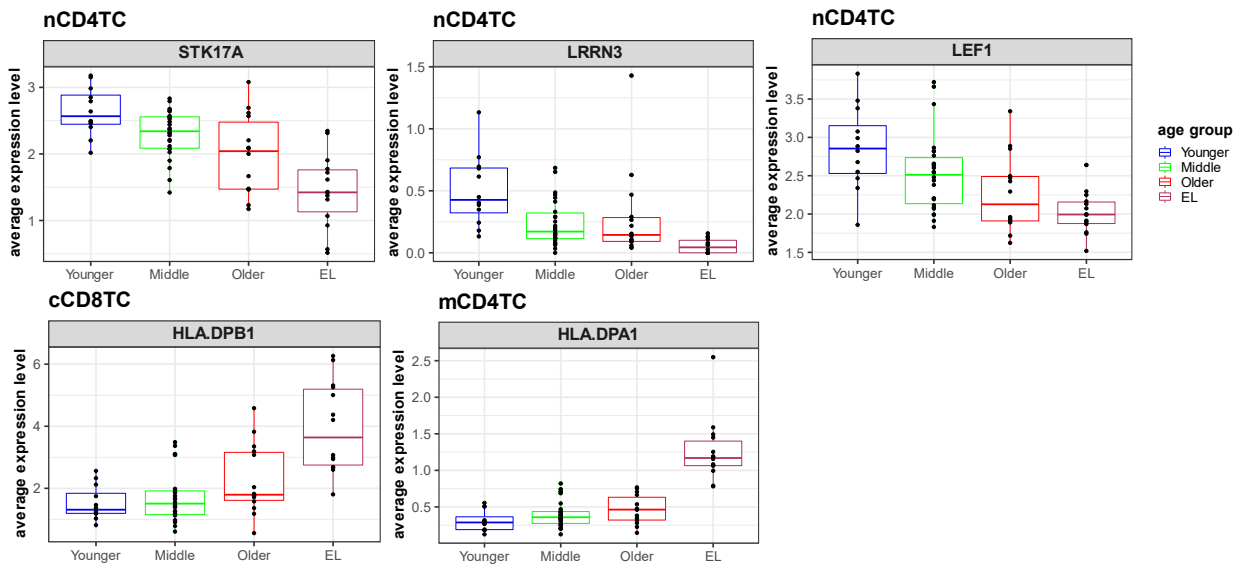 nCD4TC
STK17A
average expression level
3
2
1
Younger Middle Older EL
nCD4TC
LRRN3
average expression level
1.5
1.0
0.5
0.0
Younger Middle Older EL
nCD4TC
LEF1
average expression level
3.5
3.0
2.5
2.0
1.5
Younger Middle Older EL
age group
Younger
Middle
Older
EL
cCD8TC
HLA.DPB1
average expression level
6
4
2
Younger Middle Older EL
mCD4TC
HLA.DPA1
average expression level
2.5
2.0
1.5
1.0
0.5
Younger Middle Older EL